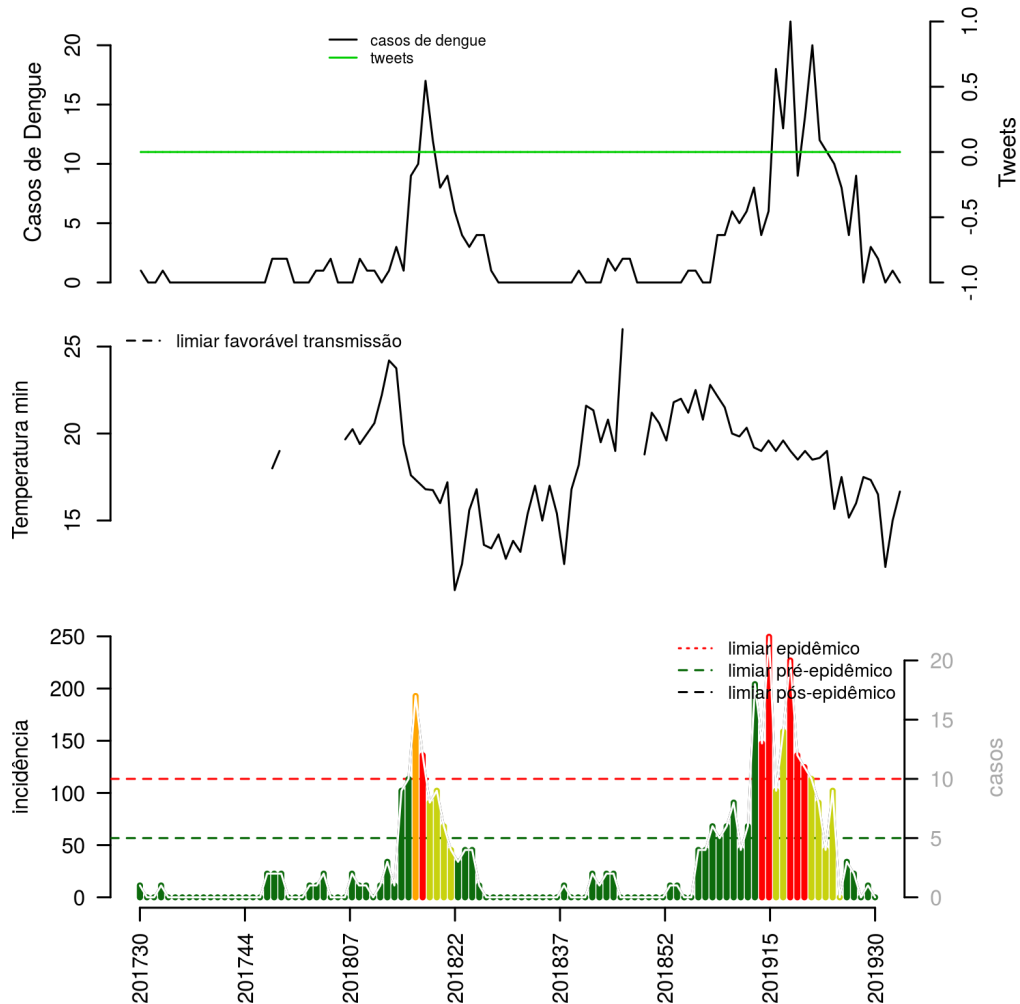 casos de dengue
tweets
Casos de Dengue
0
5
10
15
20
Tweets
-1.0
-0.5
0.0
0.5
1.0
limiar favorável transmissão
Temperatura min
15
20
25
limiar epidêmico
limiar pré-epidêmico
limiar pós-epidêmico
incidência
0
50
100
150
200
250
casos
0
5
10
15
20
201730
201744
201807
201822
201837
201852
201915
201930